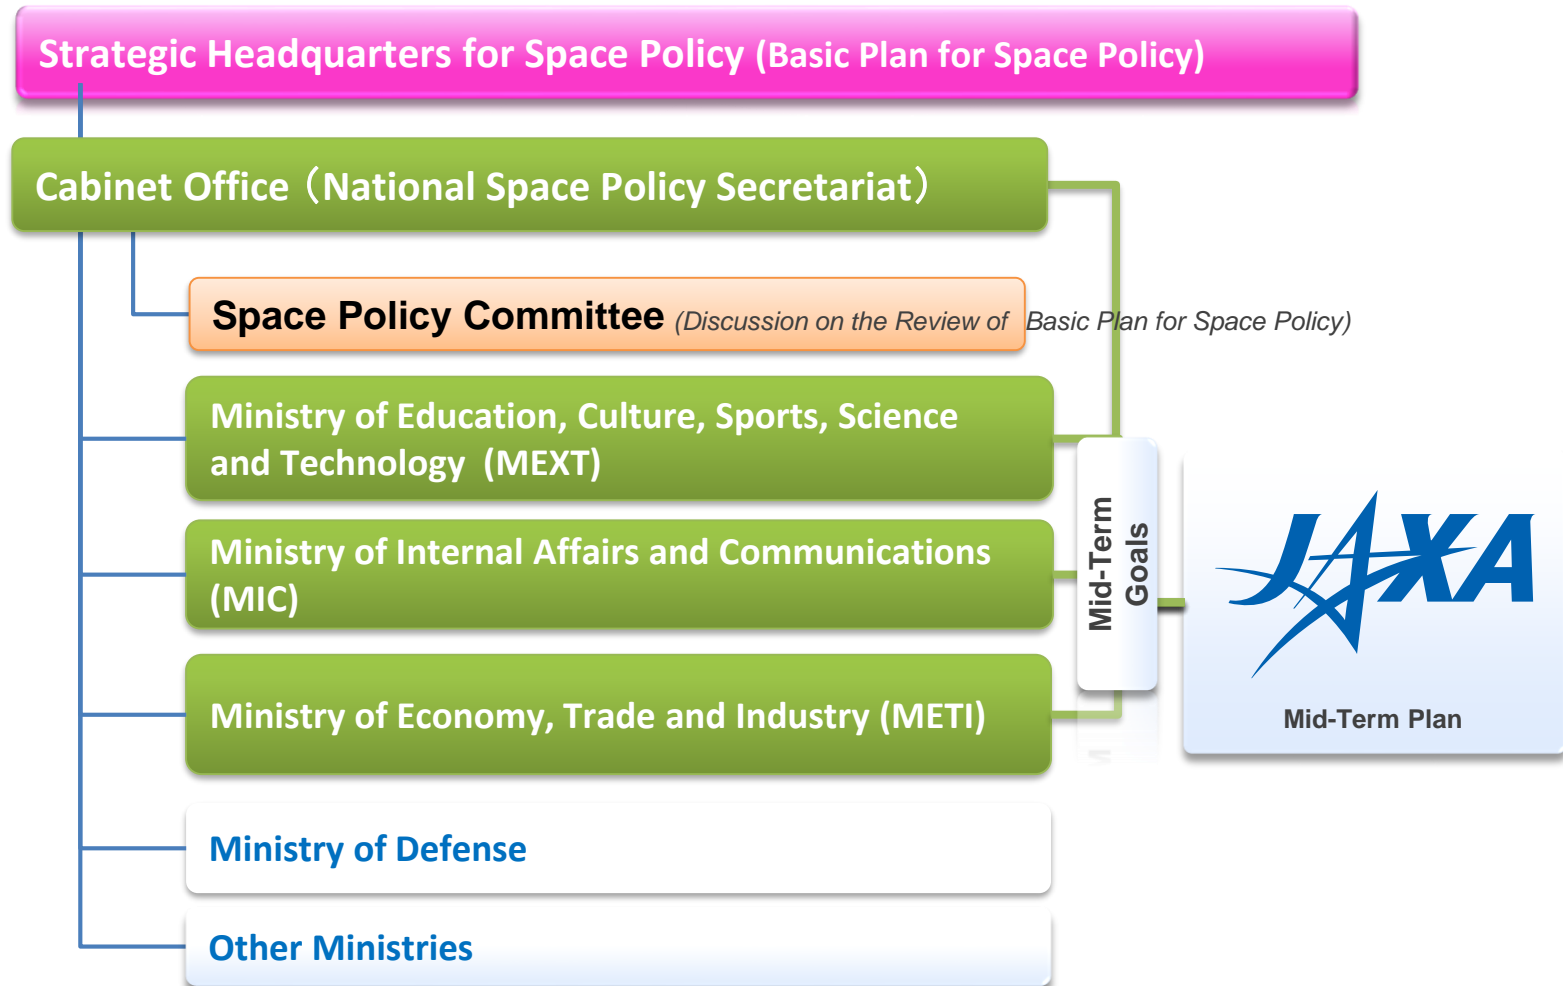 Strategic Headquarters for Space Policy (Basic Plan for Space Policy)
Cabinet Office（National Space Policy Secretariat）
Space Policy Committee (Discussion on the Review of Basic Plan for Space Policy)
Ministry of Education, Culture, Sports, Science
and Technology (MEXT)
Ministry of Internal Affairs and Communications
(MIC)
Ministry of Economy, Trade and Industry (METI)
Ministry of Defense
Other Ministries
Mid-Term
Goals
JAXA
Mid-Term Plan